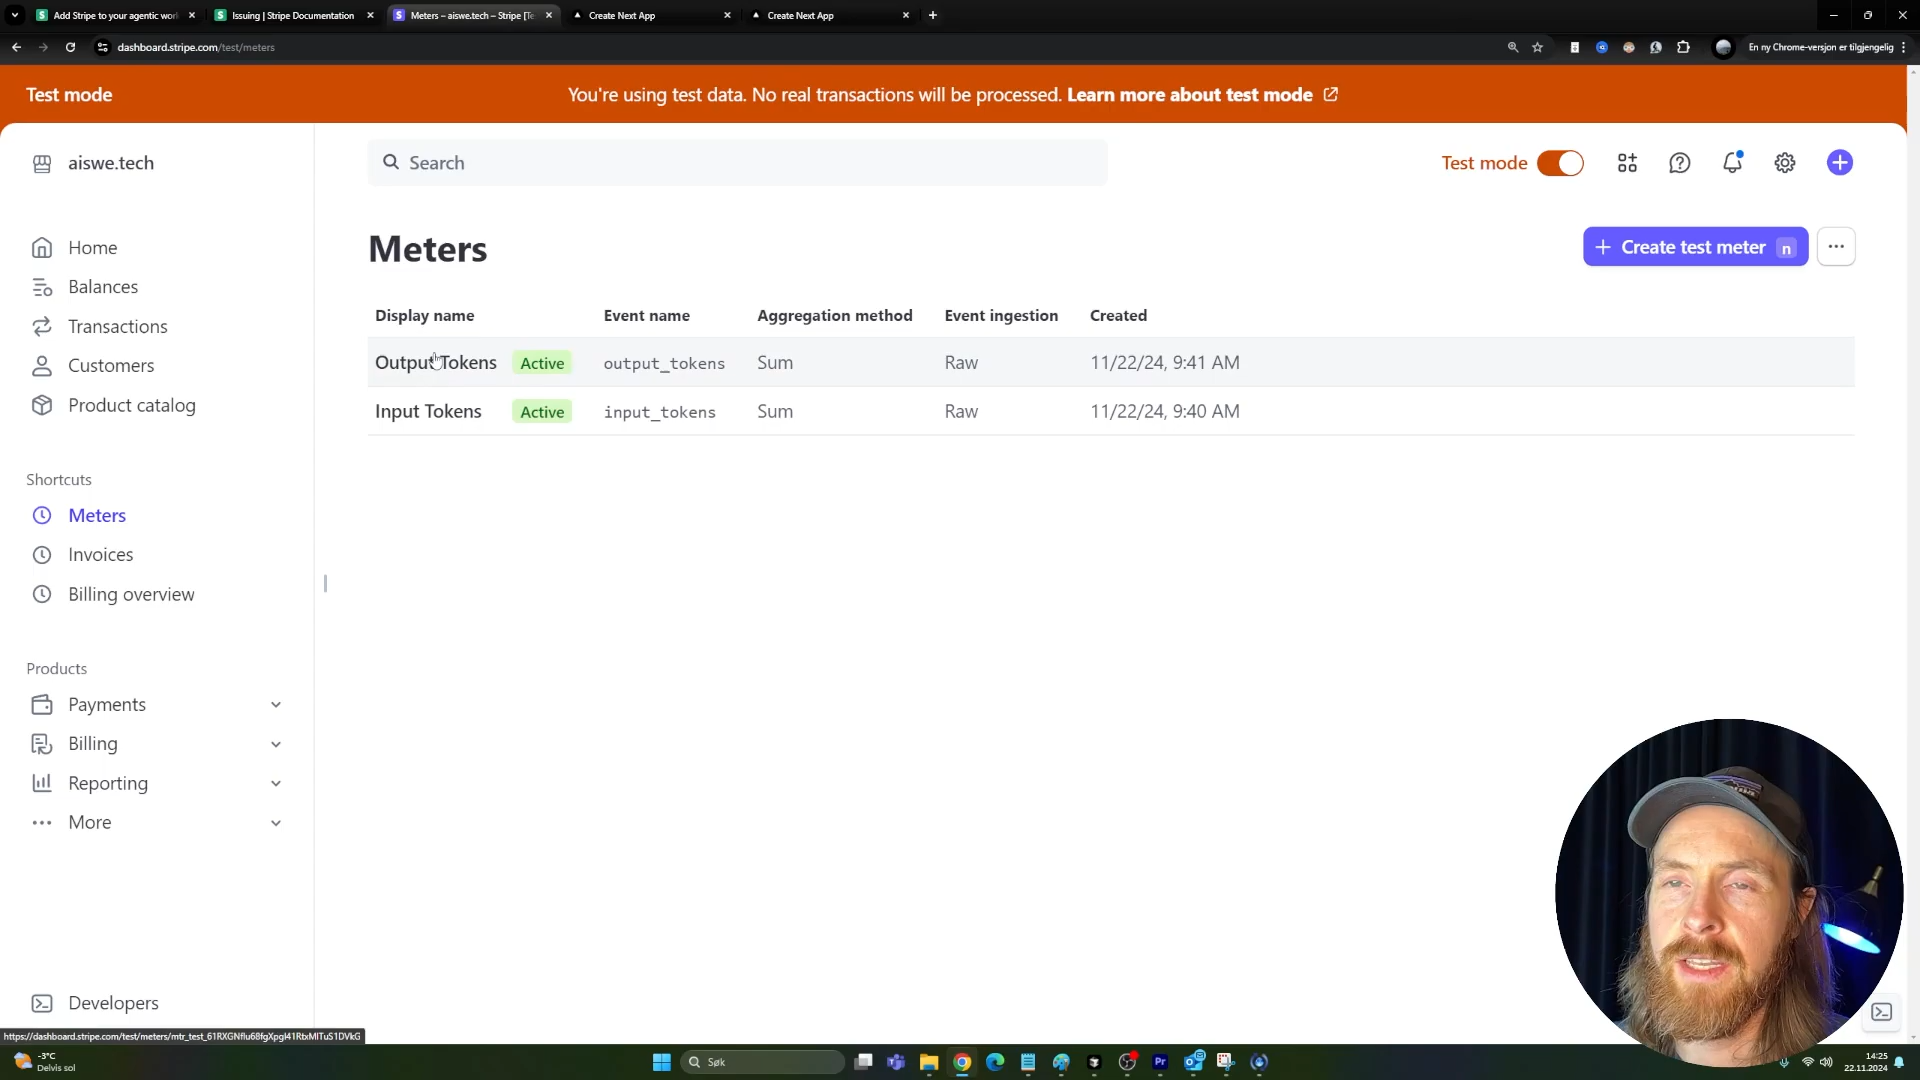 Add Stripe to your agentic wor
Issuing | Stripe Documentation
Meters – aiswe.tech – Stripe [Te
Create Next App
Create Next App
dashboard.stripe.com/test/meters
En ny Chrome-versjon er tilgjengelig
Test mode
You're using test data. No real transactions will be processed. Learn more about test mode
aiswe.tech
Search
Test mode
Home
Balances
Transactions
Customers
Product catalog
Shortcuts
Meters
Invoices
Billing overview
Products
Payments
Billing
Reporting
More
Developers
Meters
Create test meter n
Display name Event name Aggregation method Event ingestion Created
Output Tokens Active output_tokens Sum Raw 11/22/24, 9:41 AM
Input Tokens Active input_tokens Sum Raw 11/22/24, 9:40 AM
-3°C
Delvis sol
Søk
14:25
22.11.2024